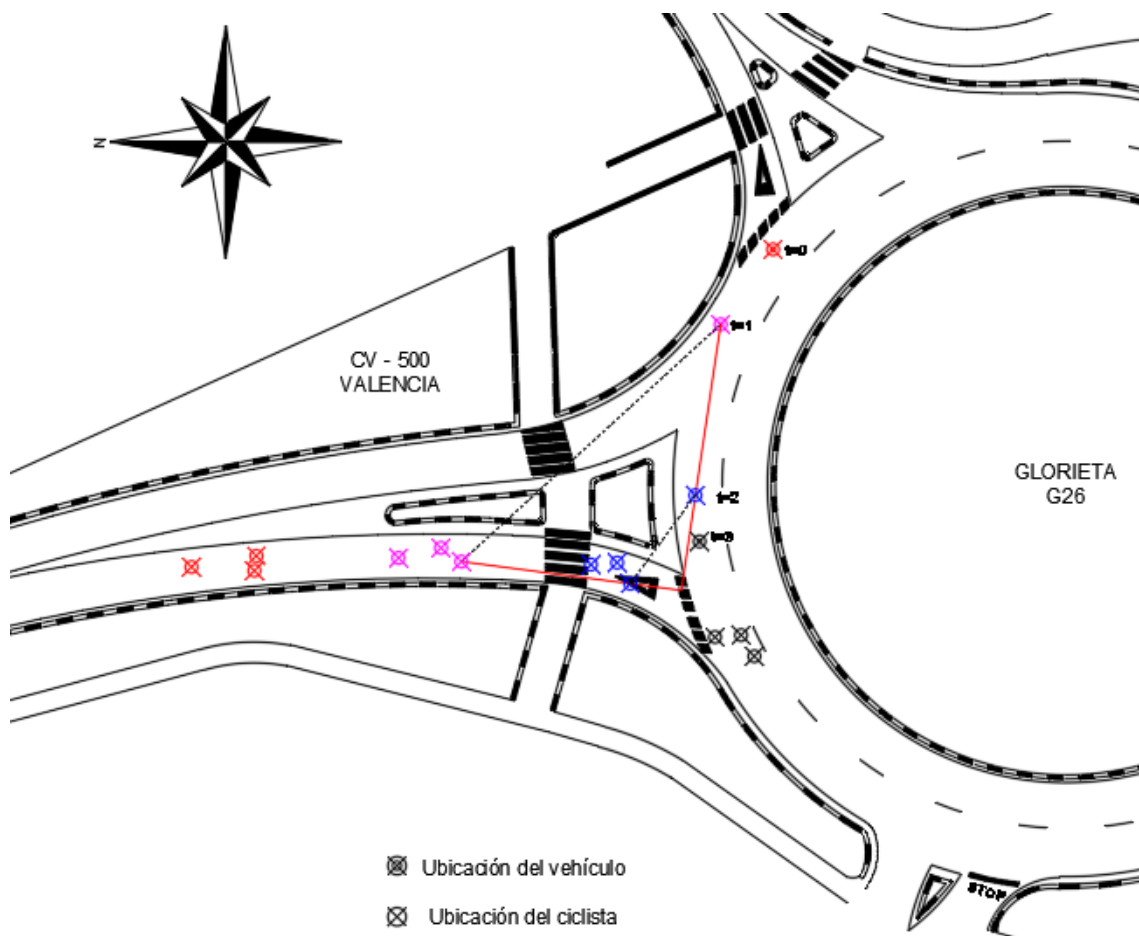 N
t=0
t=1
CV - 500
VALENCIA
GLORIETA
G26
t=2
t=3
Ubicación del vehículo
STOP
Ubicación del ciclista